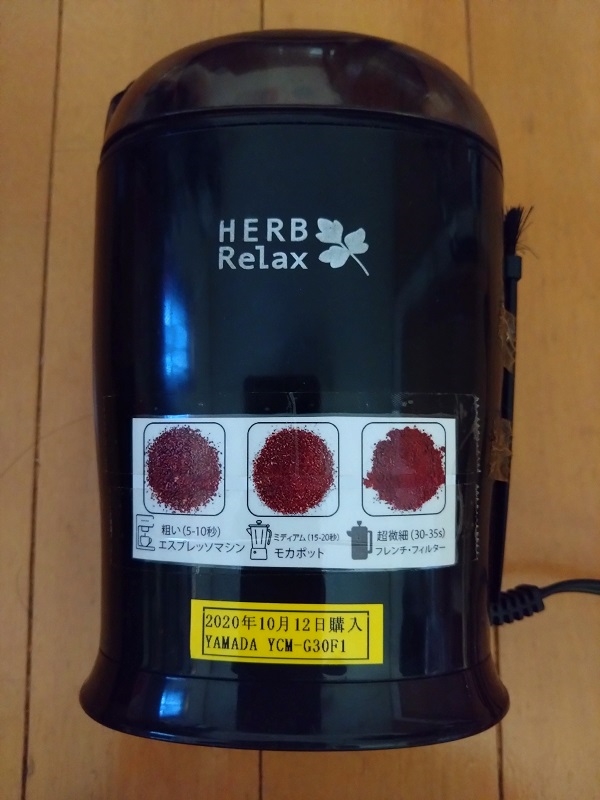 HERB
Relax
粗い(5-10秒)
エスプレッソマシン
ミディアム(15-20秒)
モカポット
超微細(30-35s)
フレンチ・フィルター
2020年10月12日購入
YAMADA YCM-G30F1